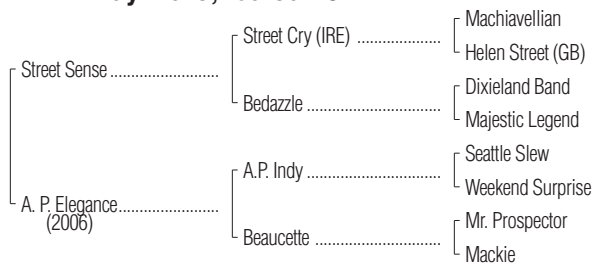 Machiavellian
Street Cry (IRE) ....................
Helen Street (GB)
Street Sense ..........................
Dixieland Band
Bedazzle ................................
Majestic Legend
Seattle Slew
A.P. Indy ................................
Weekend Surprise
A. P. Elegance........................
(2006)
Mr. Prospector
Beaucette ..............................
Mackie